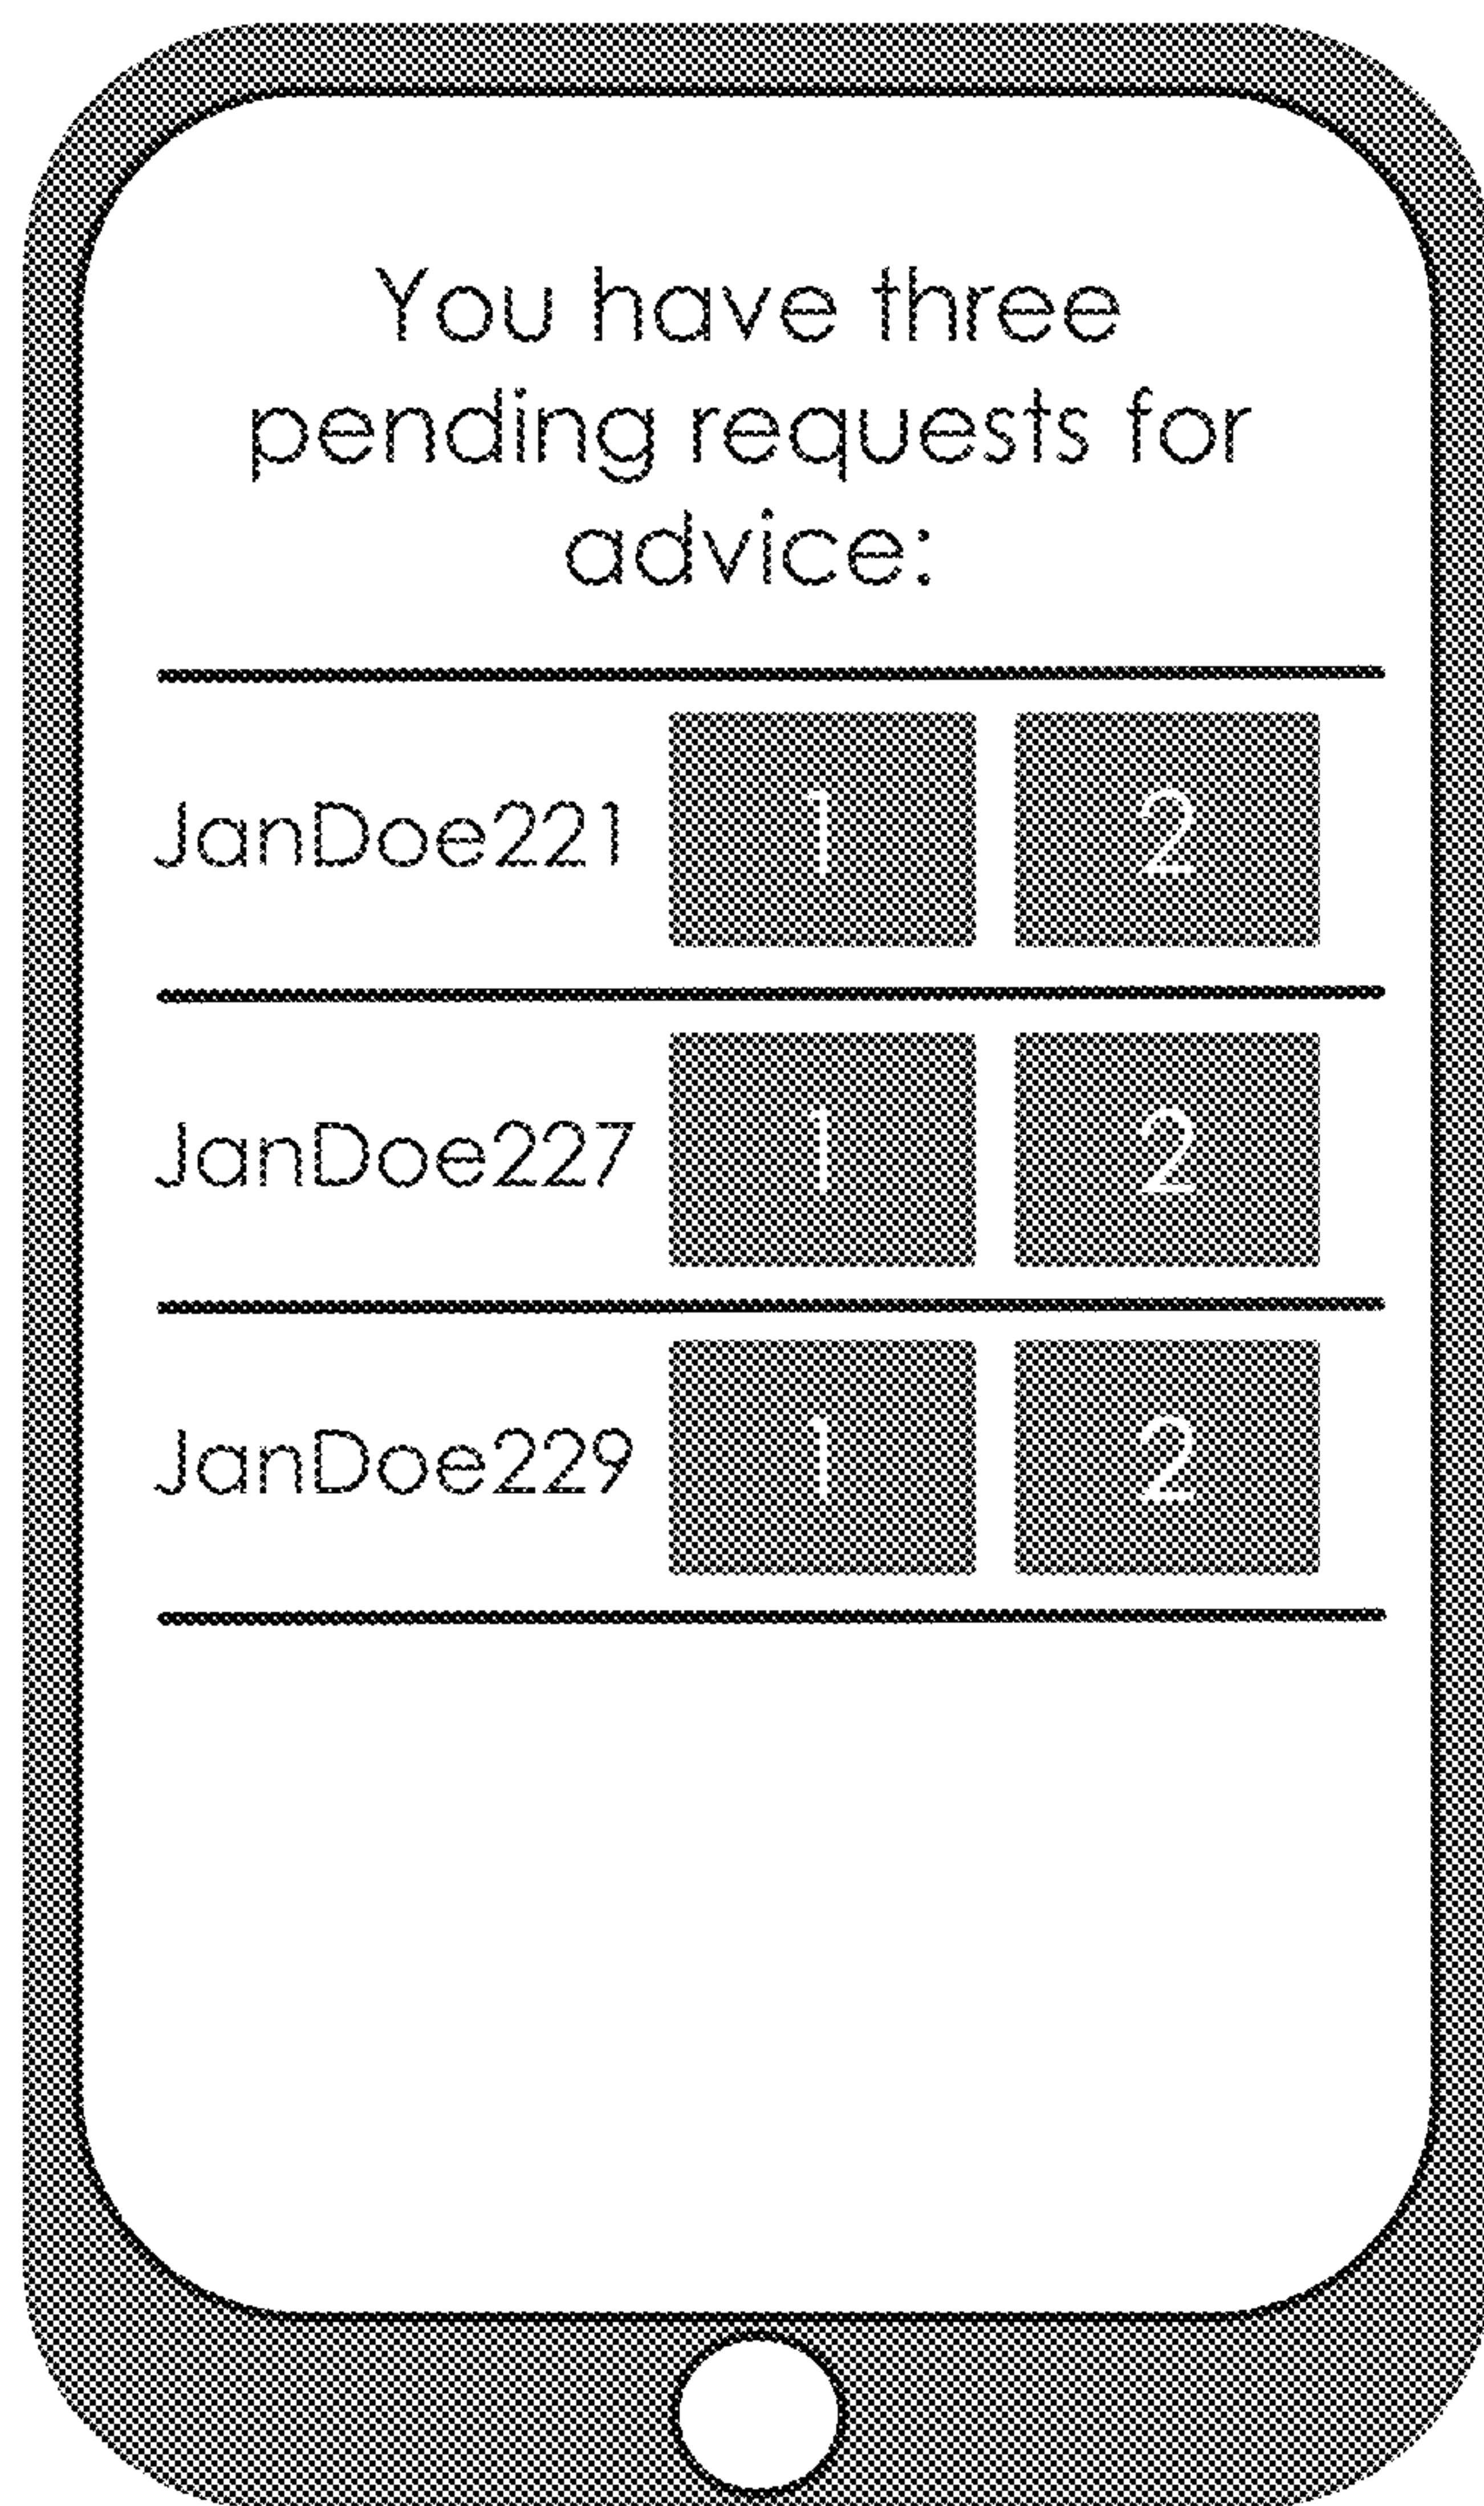 You have three
pending requests for
advice:
JanDoe221 1 2
JanDoe227 1 2
JanDoe229 1 2